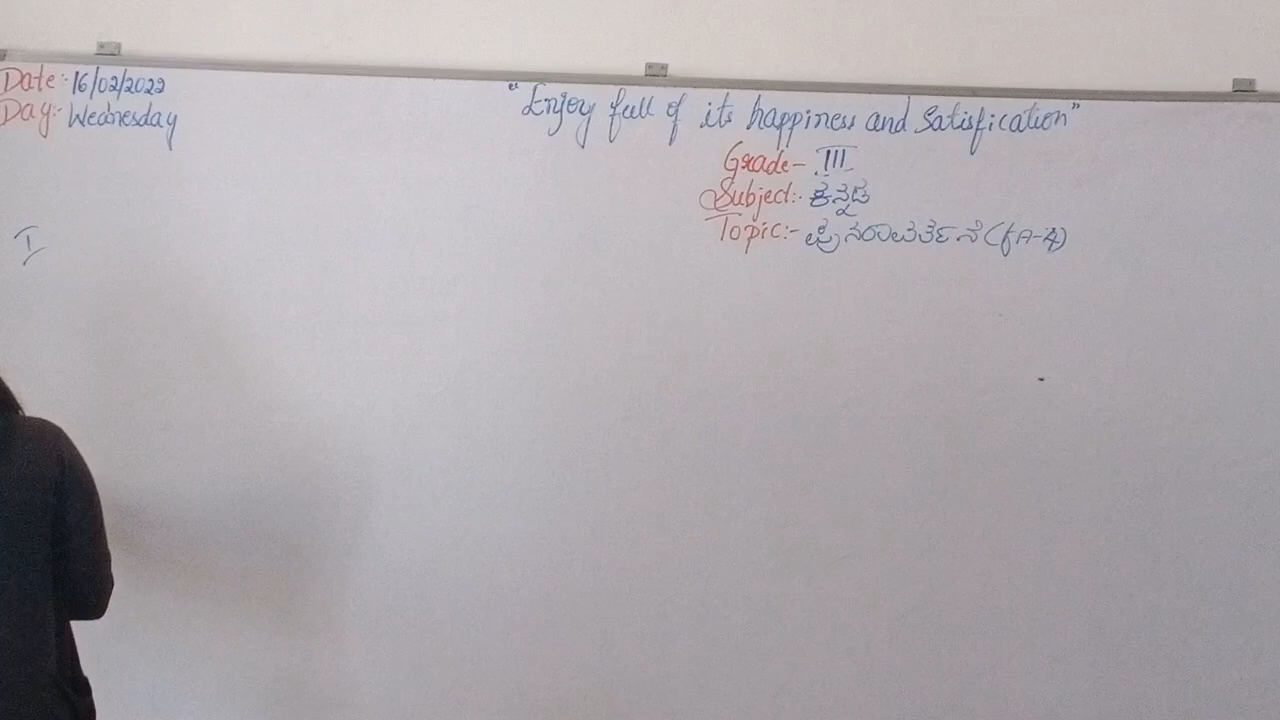 Date:- 16/02/2022
Day:- Wednesday
"Enjoy full of its happiness and Satisfication"
Grade- III
Subject:- ಕನ್ನಡ
Topic:- ಪುನರಾವರ್ತನೆ (FA-4)
I